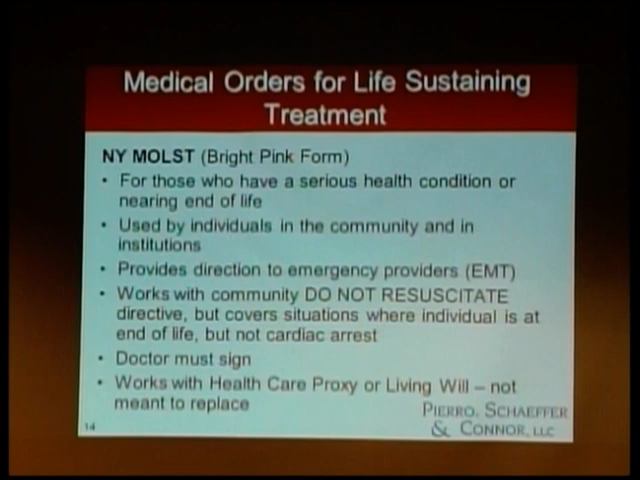 Medical Orders for Life Sustaining
Treatment
NY MOLST (Bright Pink Form)
• For those who have a serious health condition or
nearing end of life
• Used by individuals in the community and in
institutions
• Provides direction to emergency providers (EMT)
• Works with community DO NOT RESUSCITATE
directive, but covers situations where individual is at
end of life, but not cardiac arrest
• Doctor must sign
• Works with Health Care Proxy or Living Will – not
meant to replace
PIERRO, SCHAEFFER
& CONNOR, LLC
14